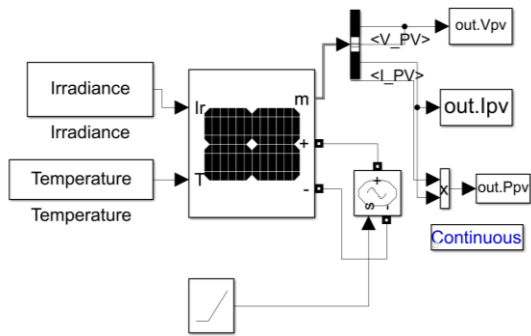 out.Vpv
<V_PV>
<I_PV>
Irradiance
Irradiance
Ir
m
out.Ipv
+
Temperature
T
-
+
s
-
x
out.Ppv
Temperature
Continuous